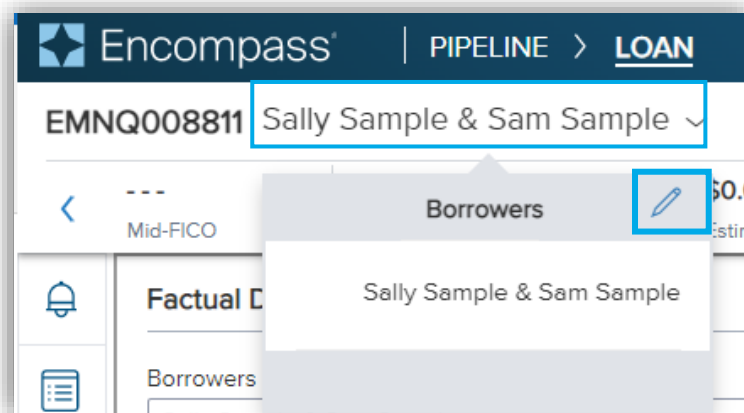 Encompass®
PIPELINE > LOAN
EMNQ008811 Sally Sample & Sam Sample
---
Mid-FICO
Borrowers
Sally Sample & Sam Sample
Borrowers